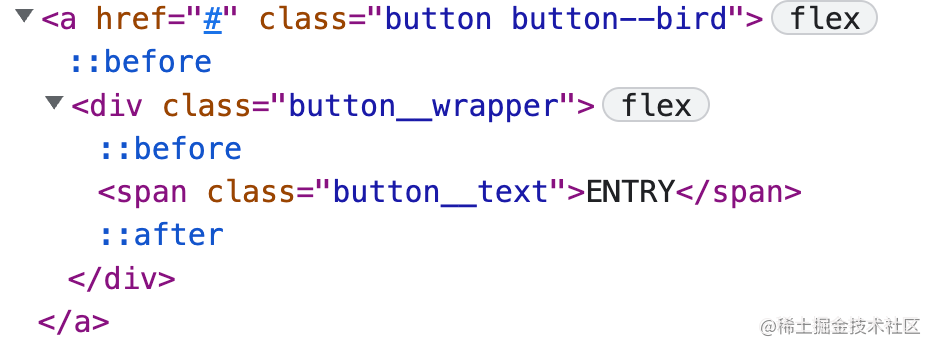 <a href="#" class="button button--bird"> flex
::before
<div class="button__wrapper"> flex
::before
<span class="button__text">ENTRY</span>
::after
</div>
</a>
@稀土掘金技术社区